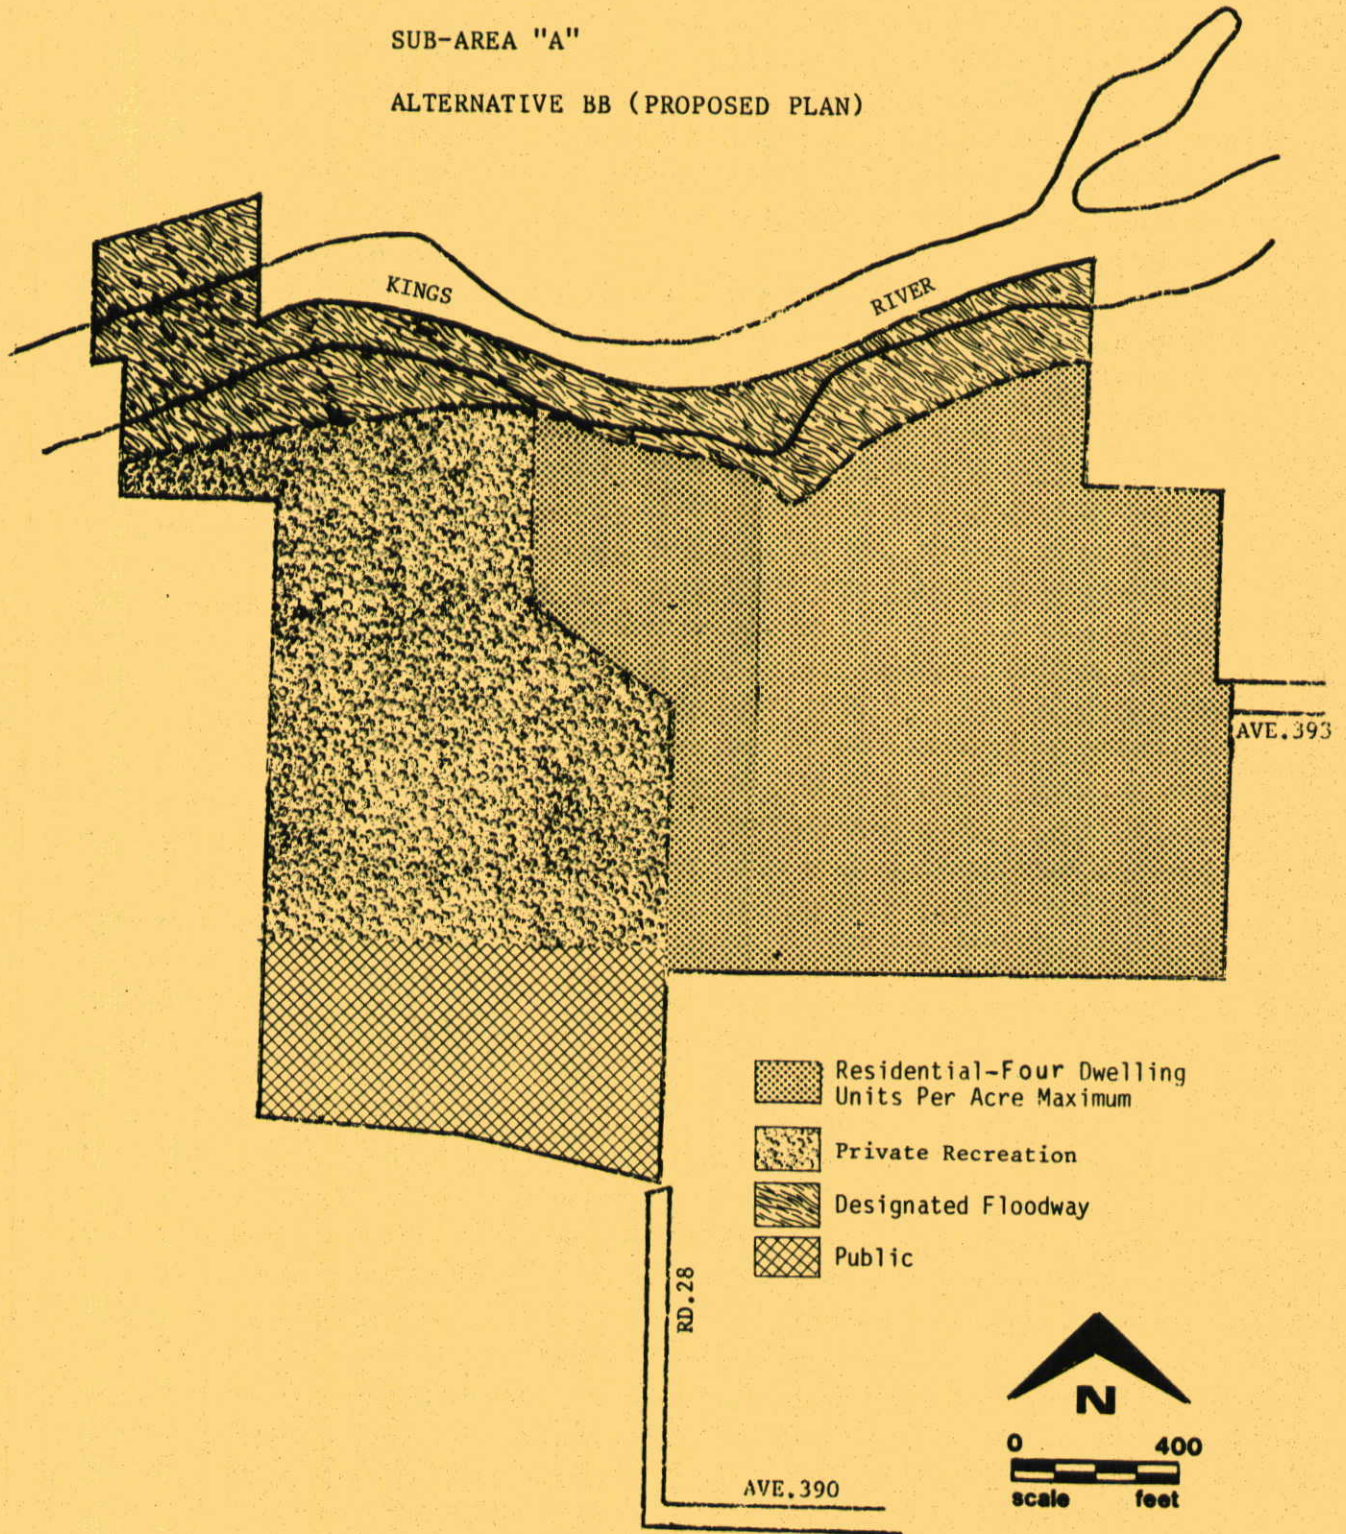 SUB-AREA "A"
ALTERNATIVE BB (PROPOSED PLAN)
KINGS
RIVER
AVE.393
Residential-Four Dwelling
Units Per Acre Maximum
Private Recreation
Designated Floodway
Public
RD.28
N
0 400
scale feet
AVE.390